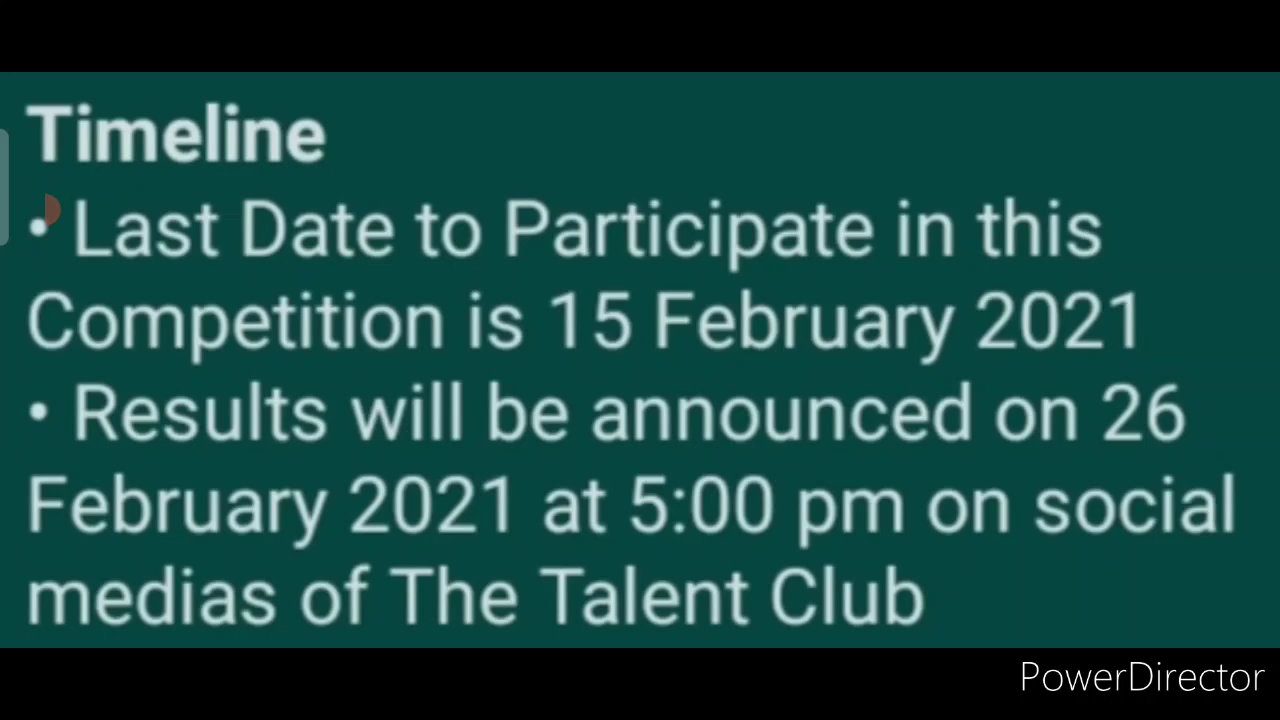 Timeline
• Last Date to Participate in this
Competition is 15 February 2021
• Results will be announced on 26
February 2021 at 5:00 pm on social
medias of The Talent Club
PowerDirector